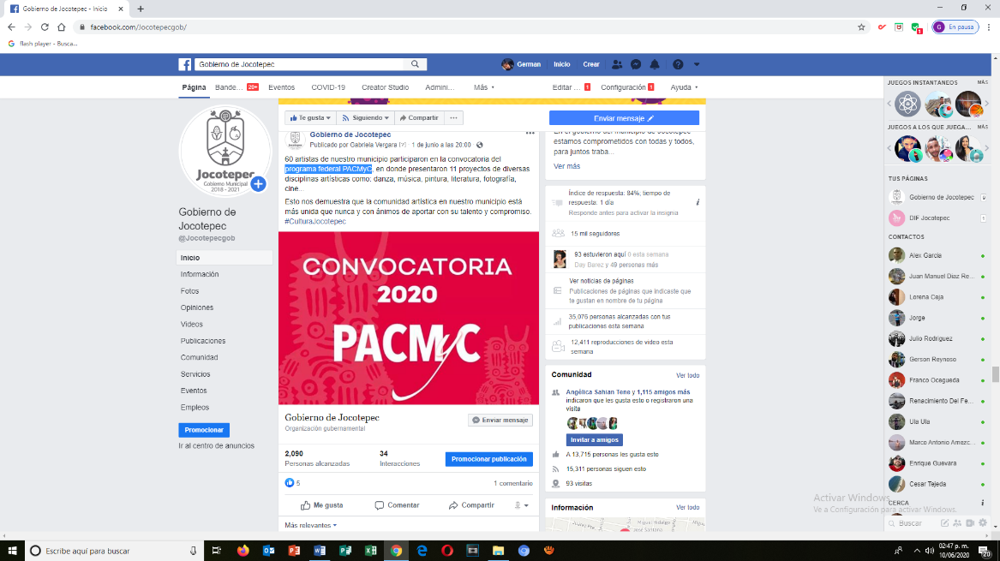 Gobierno de Jocotepec - Inicio
facebook.com/Jocotepecgob/
En pausa
flash player - Busca...
Gobierno de Jocotepec
German
Inicio
Crear
Página
Bande...
20+
Eventos
COVID-19
Creator Studio
Admini...
Más
Editar ...
1
Configuración
1
Ayuda
Jocotepec
Gobierno Municipal
2018 - 2021
Gobierno de
Jocotepec
@Jocotepecgob
Inicio
Información
Fotos
Opiniones
Videos
Publicaciones
Comunidad
Servicios
Eventos
Empleos
Promocionar
Ir al centro de anuncios
Te gusta
Siguiendo
Compartir
Enviar mensaje
Gobierno de Jocotepec
Publicado por Gabriela Vergara [?] · 1 de junio a las 20:00
60 artistas de nuestro municipio participaron en la convocatoria del
programa federal PACMyC, en donde presentaron 11 proyectos de diversas
disciplinas artísticas como: danza, música, pintura, literatura, fotografía,
cine...
Esto nos demuestra que la comunidad artística en nuestro municipio está
más unida que nunca y con ánimos de aportar con su talento y compromiso.
#CulturaJocotepec
CONVOCATORIA
2020
PACMyC
Gobierno de Jocotepec
Organización gubernamental
Enviar mensaje
2,090
Personas alcanzadas
34
Interacciones
Promocionar publicación
5
1 comentario
Me gusta
Comentar
Compartir
Más relevantes
En el gobierno del municipio de Jocotepec
estamos comprometidos con todas y todos,
para juntos traba...
Ver más
Índice de respuesta: 84%, tiempo de
respuesta: 1 día
Responde antes para activar la insignia
15 mil seguidores
93 estuvieron aquí 0 esta semana
Day Barez y 49 personas más
Ver noticias de páginas
Publicaciones de páginas que indicaste que
te gustan en nombre de tu página
35,076 personas alcanzadas con tus
publicaciones esta semana
12,411 reproducciones de video esta
semana
Comunidad
Ver todo
Angélica Sahian Teno y 1,115 amigos más
indicaron que les gusta esto o registraron una
visita
Invitar a amigos
A 13,715 personas les gusta esto
15,311 personas siguen esto
93 visitas
Información
Ver todo
Miguel Hidalgo
José Santana
JUEGOS INSTANTÁNEOS
MÁS
JUEGOS A LOS QUE JUEGA...
MÁS
TUS PÁGINAS
Gobierno de Jocotepec
9
DIF Jocotepec
1
CONTACTOS
Alex Garcia
Juan Manuel Diaz Re...
Lorena Ceja
Jorge
Julio Rodriguez
Gerson Reynoso
Franco Ocegueda
Renacimiento Del Fe...
Ula Ula
Marco Antonio Amezc...
Enrique Guevara
Cesar Tejeda
CERCA
Activar Windows
Ve a Configuración para activar Windows.
Buscar
Escribe aquí para buscar
02:47 p. m.
10/06/2020
20